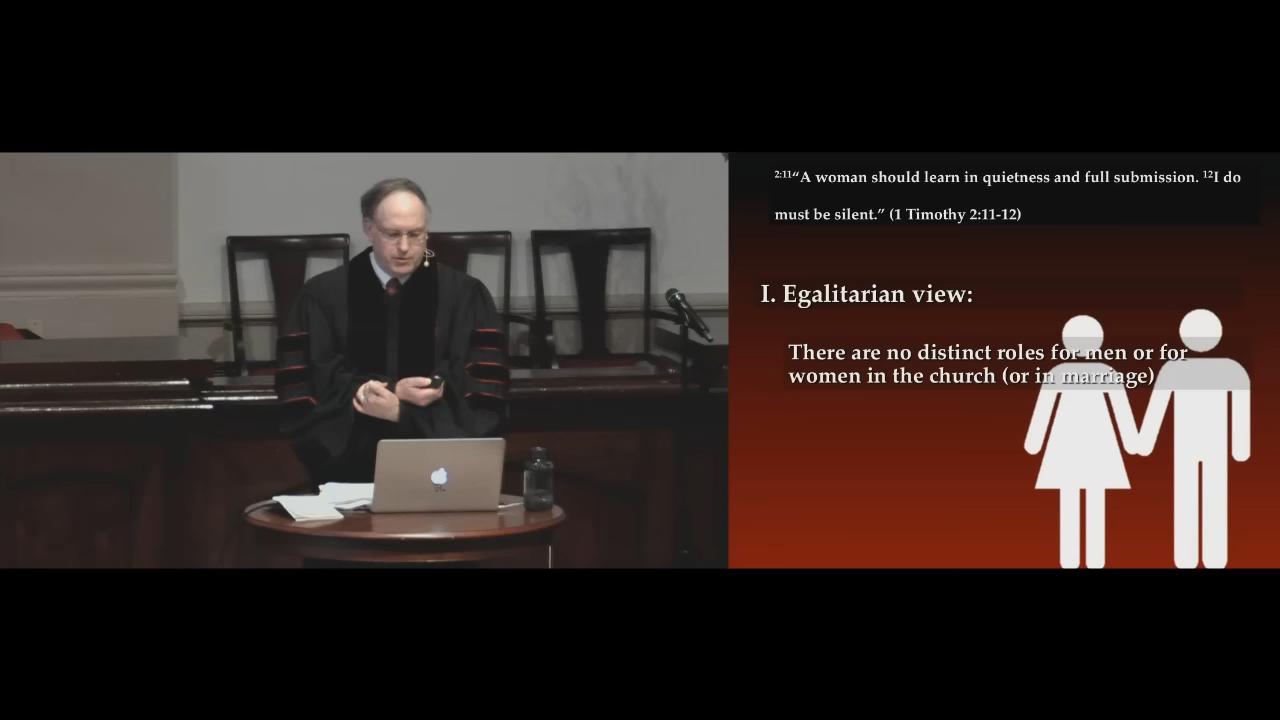 2:11“A woman should learn in quietness and full submission. 12I do
must be silent.” (1 Timothy 2:11-12)
I. Egalitarian view:
There are no distinct roles for men or for
women in the church (or in marriage)